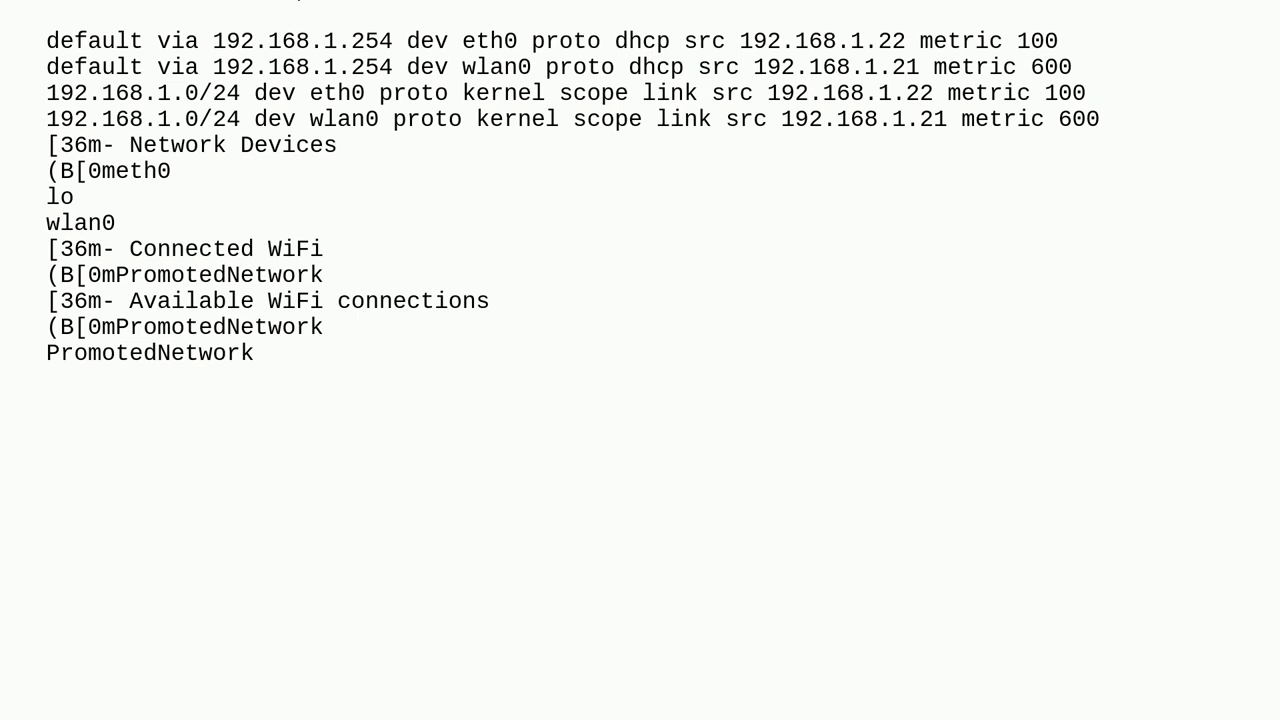 default via 192.168.1.254 dev eth0 proto dhcp src 192.168.1.22 metric 100
default via 192.168.1.254 dev wlan0 proto dhcp src 192.168.1.21 metric 600
192.168.1.0/24 dev eth0 proto kernel scope link src 192.168.1.22 metric 100
192.168.1.0/24 dev wlan0 proto kernel scope link src 192.168.1.21 metric 600
[36m- Network Devices
(B[0meth0
lo
wlan0
[36m- Connected WiFi
(B[0mPromotedNetwork
[36m- Available WiFi connections
(B[0mPromotedNetwork
PromotedNetwork